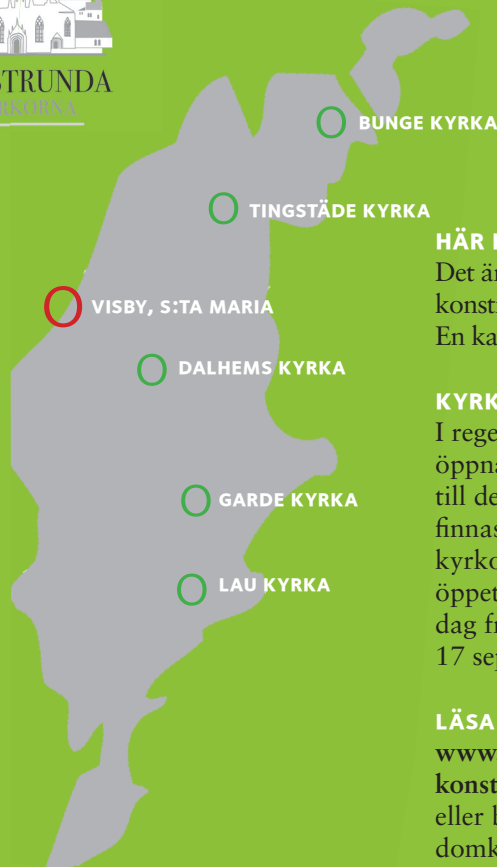 STRUNDA
RKORNA
BUNGE KYRKA
TINGSTÄDE KYRKA
VISBY, S:TA MARIA
DALHEMS KYRKA
GARDE KYRKA
LAU KYRKA
HÄR
Det är
konst
En ka
KYRK
I rege
öppna
till de
finnas
kyrko
öppet
dag fr
17 sep
LÄSA
www.
konst
eller
domk